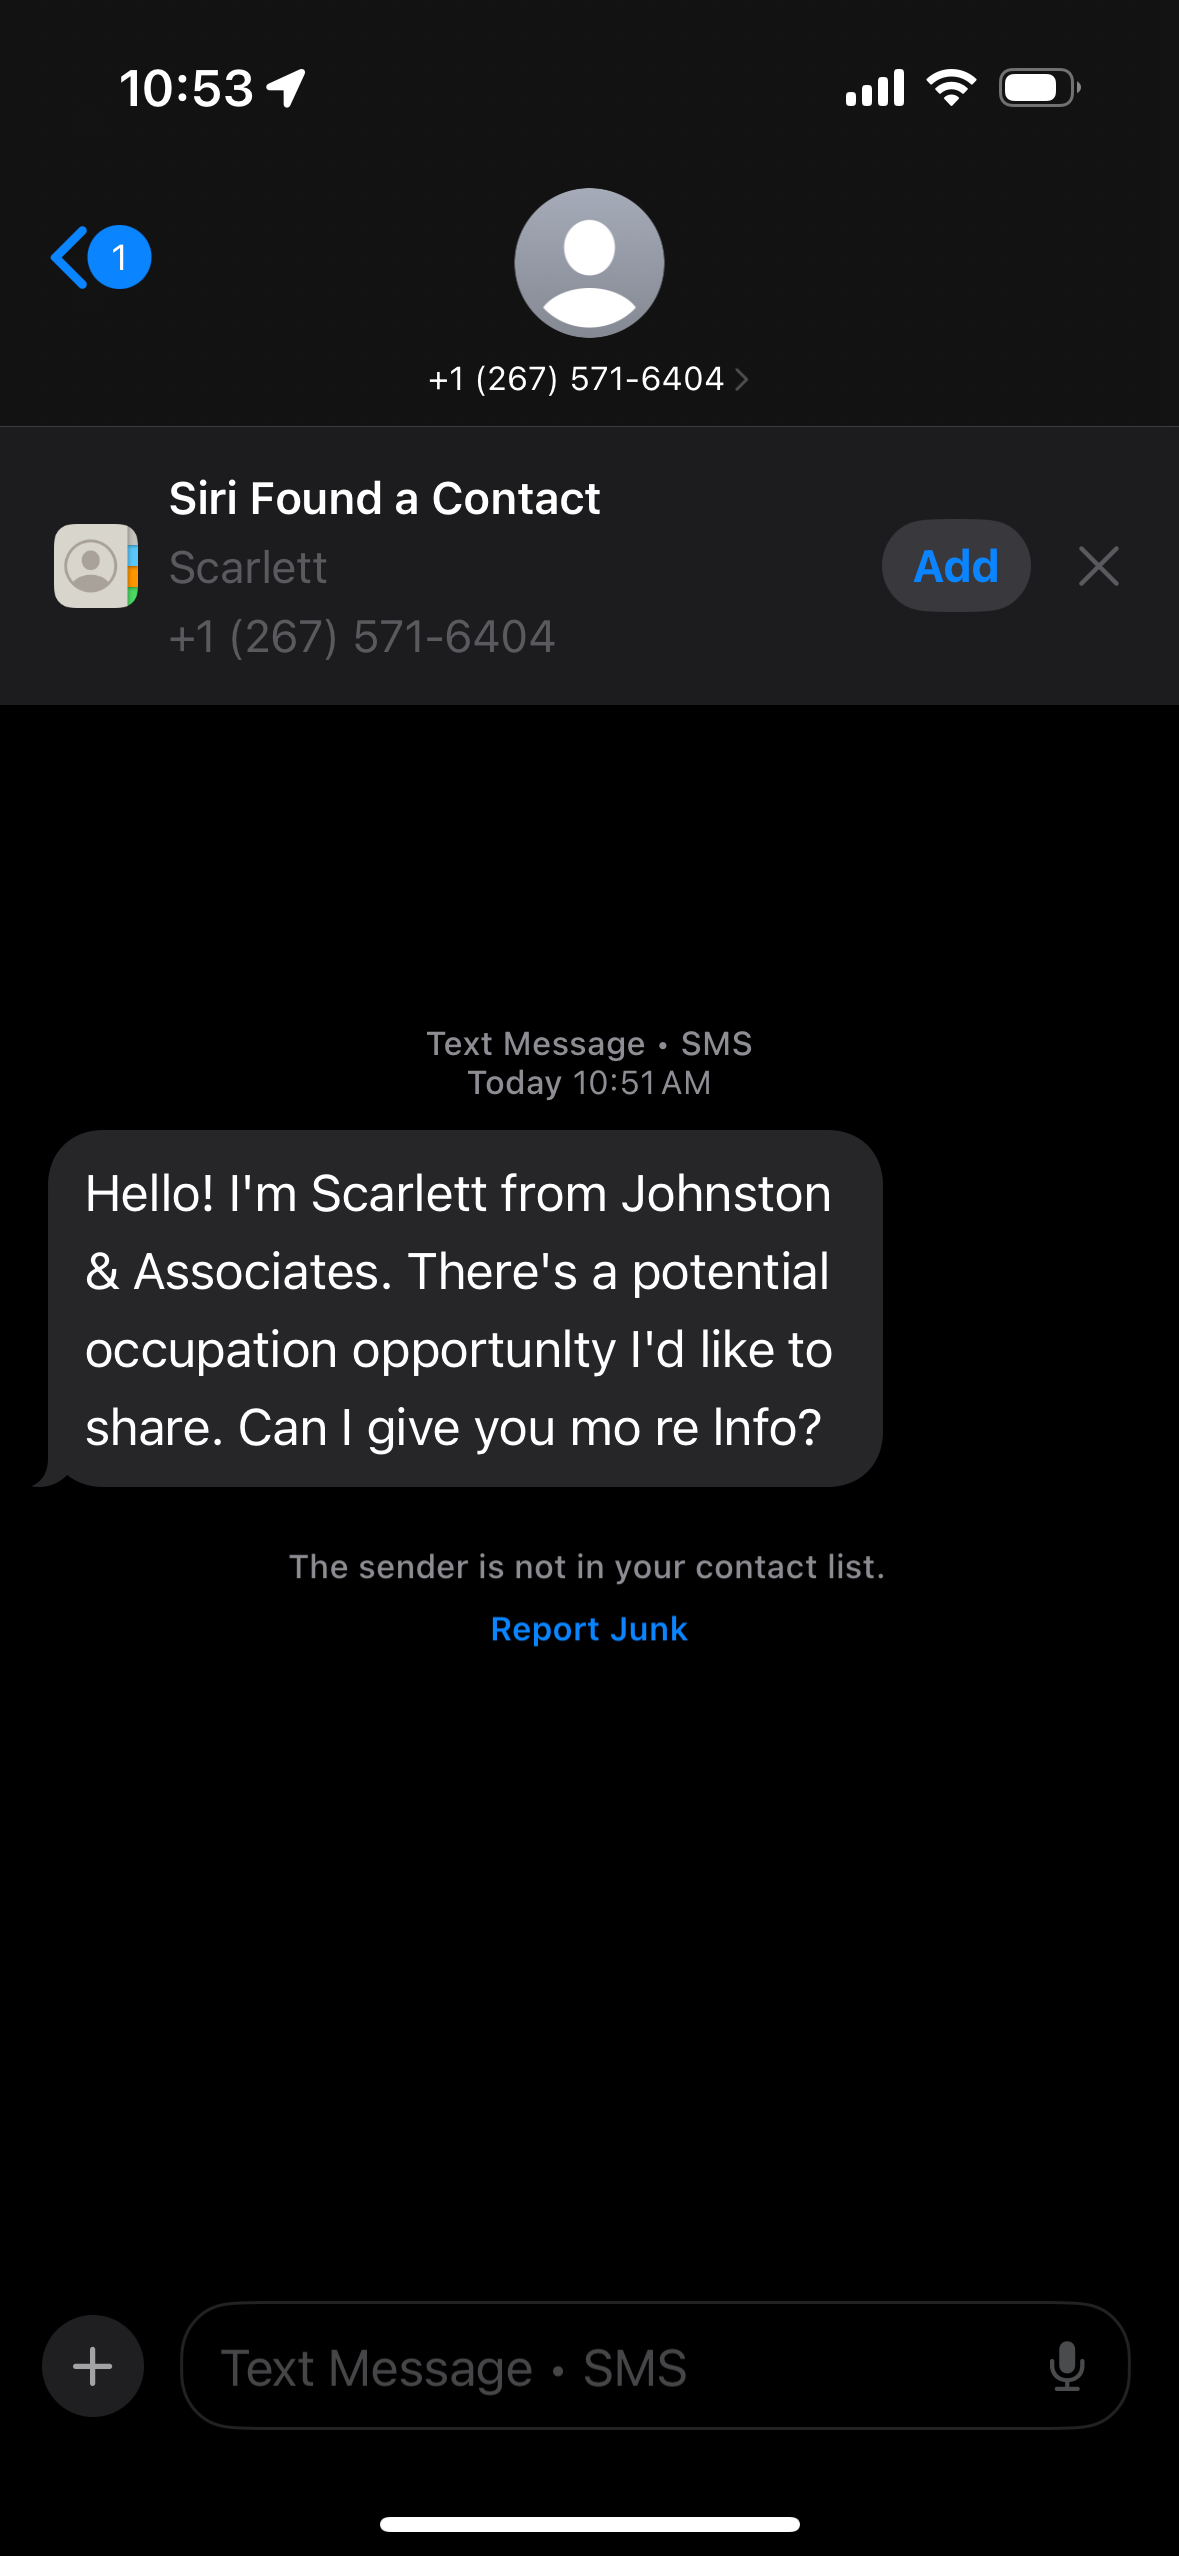 10:53
1
+1 (267) 571-6404
Siri Found a Contact
Scarlett
+1 (267) 571-6404
Add
Text Message • SMS
Today 10:51 AM
Hello! I'm Scarlett from Johnston
& Associates. There's a potential
occupation opportunlty I'd like to
share. Can I give you mo re lnfo?
The sender is not in your contact list.
Report Junk
Text Message • SMS